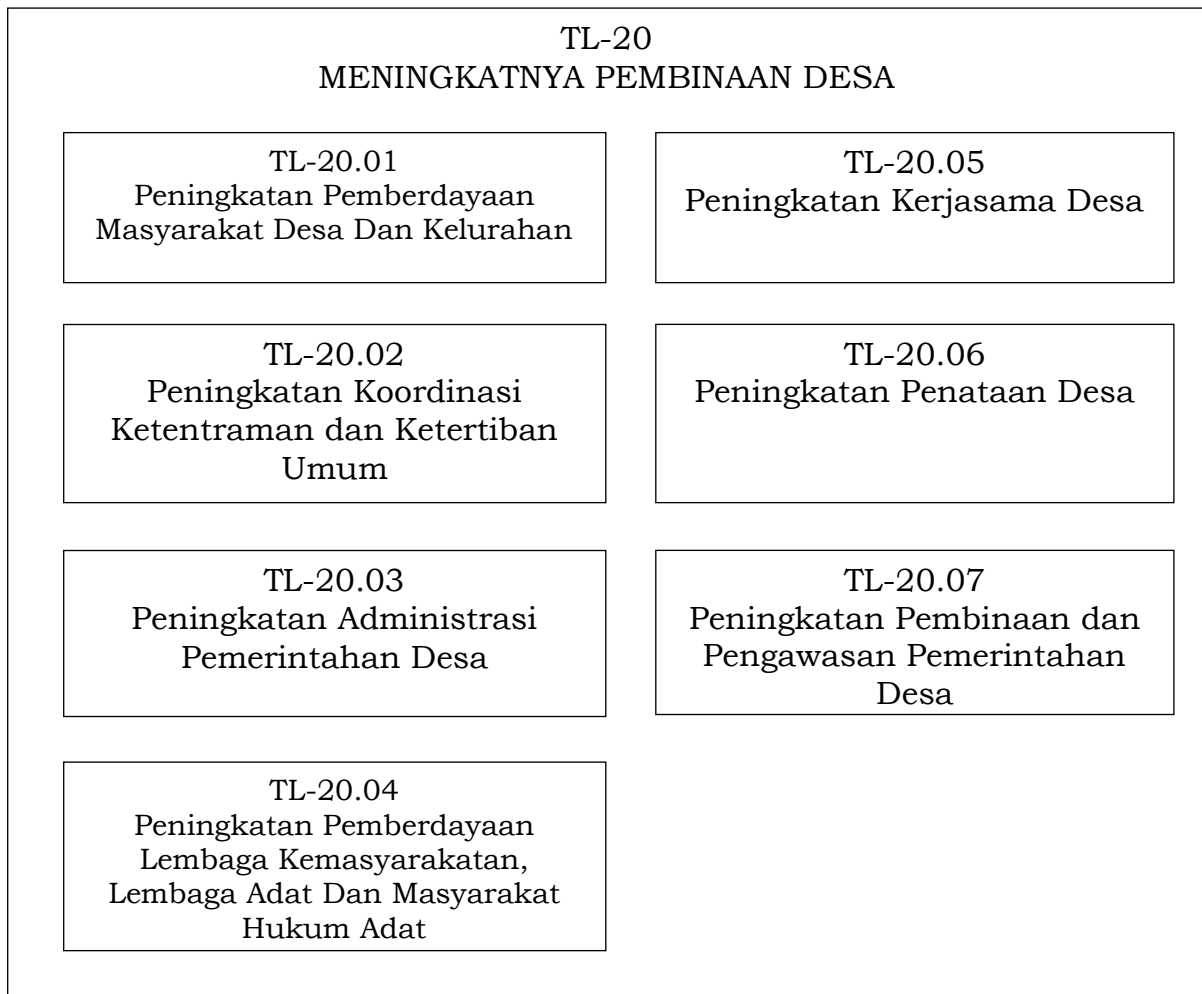 TL-20
MENINGKATNYA PEMBINAAN DESA
TL-20.01
Peningkatan Pemberdayaan
Masyarakat Desa Dan Kelurahan
TL-20.02
Peningkatan Koordinasi
Ketentraman dan Ketertiban
Umum
TL-20.03
Peningkatan Administrasi
Pemerintahan Desa
TL-20.04
Peningkatan Pemberdayaan
Lembaga Kemasyarakatan,
Lembaga Adat Dan Masyarakat
Hukum Adat
TL-20.05
Peningkatan Kerjasama Desa
TL-20.06
Peningkatan Penataan Desa
TL-20.07
Peningkatan Pembinaan dan
Pengawasan Pemerintahan
Desa